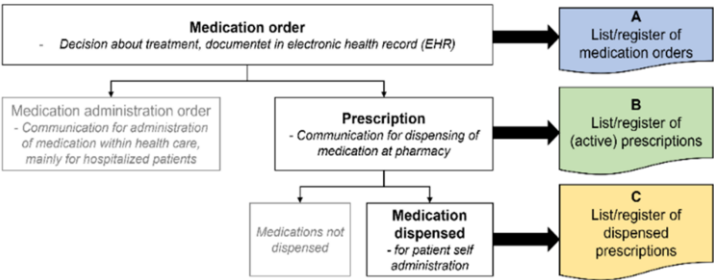 Medication order
- Decision about treatment, documentet in electronic health record (EHR)
A
List/register of
medication orders
Medication administration order
- Communication for administration
of medication within health care,
mainly for hospitalized patients
Prescription
- Communication for dispensing of
medication at pharmacy
B
List/register of
(active) prescriptions
Medications not
dispensed
Medication
dispensed
- for patient self
administration
C
List/register of
dispensed
prescriptions